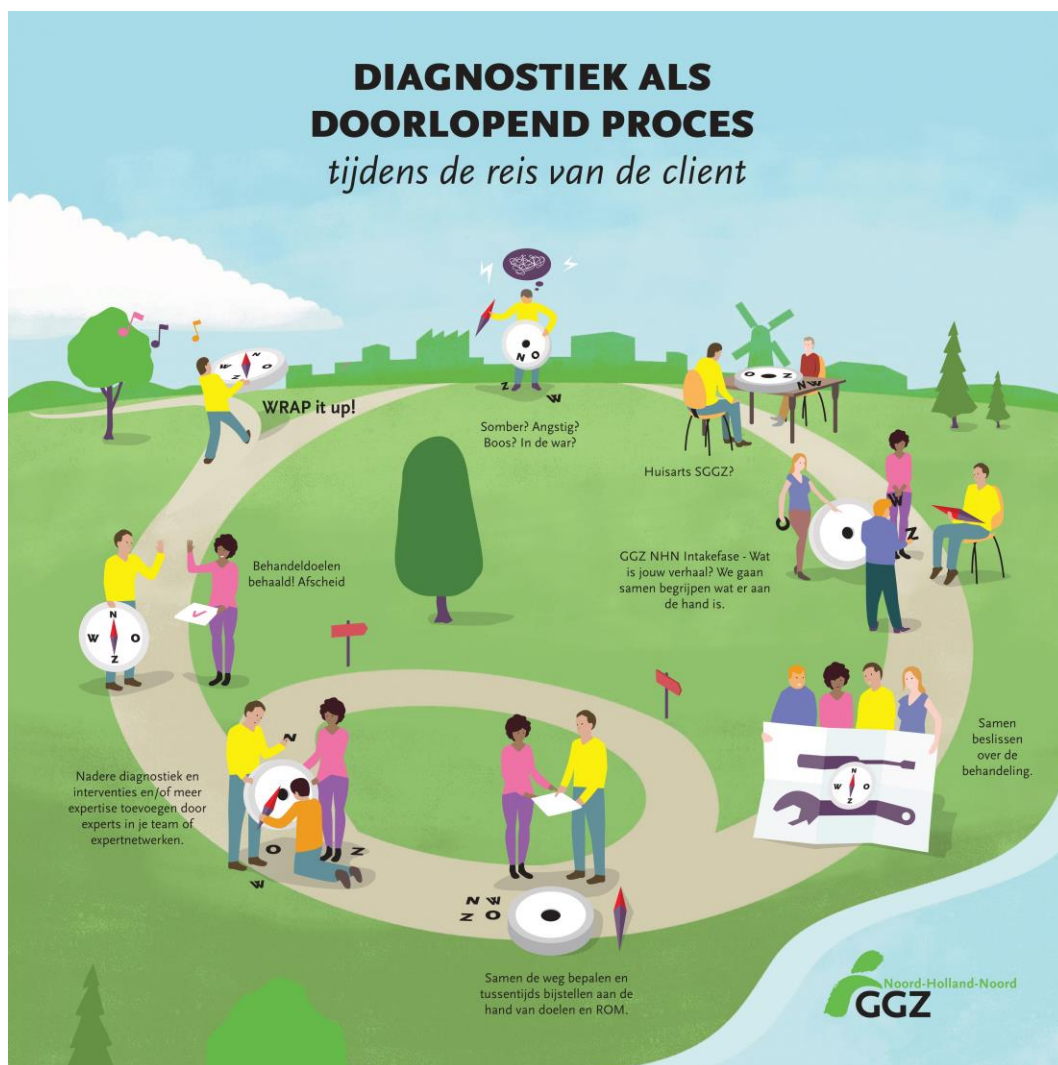 DIAGNOSTIEK ALS
DOORLOPEND PROCES
tijdens de reis van de client
N O
Z
W
Somber? Angstig?
Boos? In de war?
O Z
N W
Huisarts SGGZ?
W
Z
O
GGZ NHN Intakefase - Wat
is jouw verhaal? We gaan
samen begrijpen wat er aan
de hand is.
N
W O
Z
Samen
beslissen
over de
behandeling.
N W
Z O
Samen de weg bepalen en
tussentijds bijstellen aan de
hand van doelen en ROM.
N
O
Z
W
Nadere diagnostiek en
interventies en/of meer
expertise toevoegen door
experts in je team of
expertnetwerken.
N
W O
Z
Behandeldoelen
behaald! Afscheid
N
W O
Z
WRAP it up!
Noord-Holland-Noord
GGZ